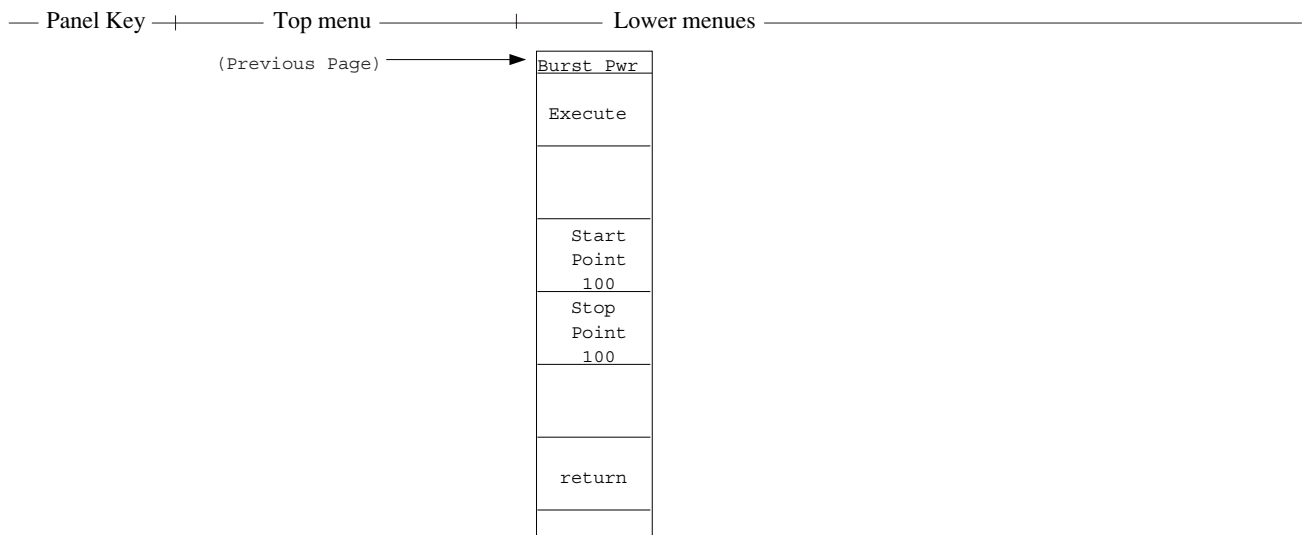 Panel Key Top menu Lower menues
(Previous Page)
Burst Pwr
Execute
Start
Point
100
Stop
Point
100
return